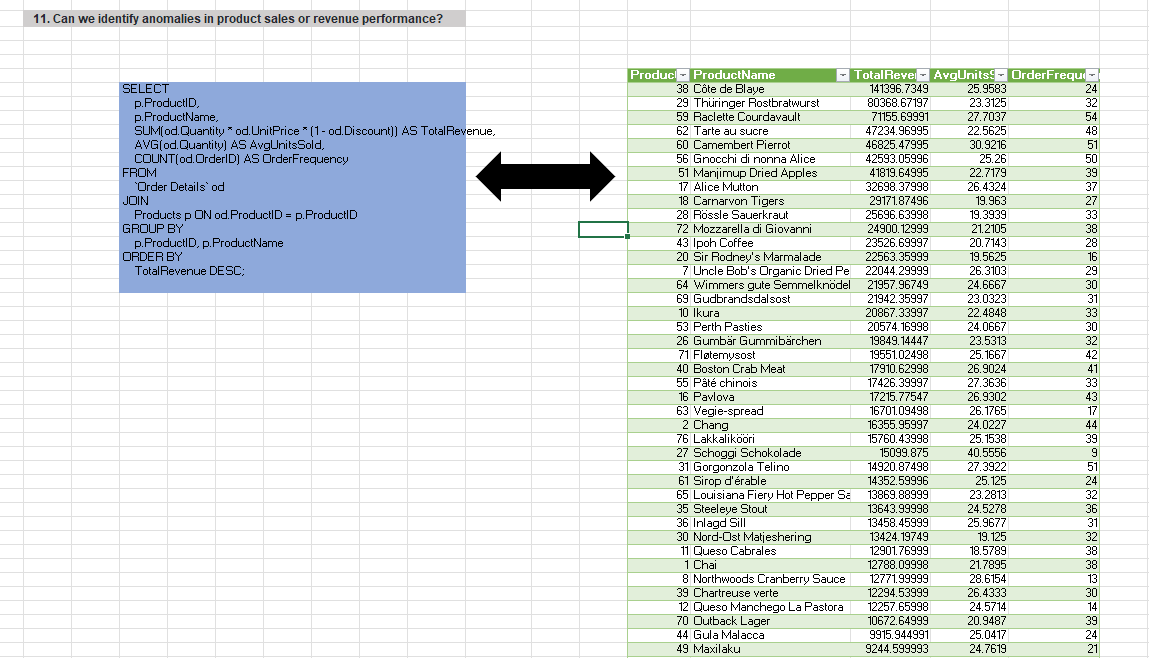 11. Can we identify anomalies in product sales or revenue performance?
SELECT
p.ProductID,
p.ProductName,
SUM(od.Quantity * od.UnitPrice * (1 - od.Discount)) AS TotalRevenue,
AVG(od.Quantity) AS AvgUnitsSold,
COUNT(od.OrderID) AS OrderFrequency
FROM
`Order Details` od
JOIN
Products p ON od.ProductID = p.ProductID
GROUP BY
p.ProductID, p.ProductName
ORDER BY
TotalRevenue DESC;
Product ProductName TotalReve AvgUnitsS OrderFrequ
38 Côte de Blaye 141396.7349 25.9583 24
29 Thüringer Rostbratwurst 80368.67197 23.3125 32
59 Raclette Courdavault 71155.69991 27.7037 54
62 Tarte au sucre 47234.96995 22.5625 48
60 Camembert Pierrot 46825.47995 30.9216 51
56 Gnocchi di nonna Alice 42593.05996 25.26 50
51 Manjimup Dried Apples 41819.64995 22.7179 39
17 Alice Mutton 32698.37998 26.4324 37
18 Carnarvon Tigers 29171.87496 19.963 27
28 Rössle Sauerkraut 25696.63998 19.3939 33
72 Mozzarella di Giovanni 24900.12999 21.2105 38
43 Ipoh Coffee 23526.69997 20.7143 28
20 Sir Rodney's Marmalade 22563.35999 19.5625 16
7 Uncle Bob's Organic Dried Pe 22044.29999 26.3103 29
64 Wimmers gute Semmelknödel 21957.96749 24.6667 30
69 Gudbrandsdalsost 21942.35997 23.0323 31
10 Ikura 20867.33997 22.4848 33
53 Perth Pasties 20574.16998 24.0667 30
26 Gumbär Gummibärchen 19849.14447 23.5313 32
71 Fløtemysost 19551.02498 25.1667 42
40 Boston Crab Meat 17910.62998 26.9024 41
55 Pâté chinois 17426.39997 27.3636 33
16 Pavlova 17215.77547 26.9302 43
63 Vegie-spread 16701.09498 26.1765 17
2 Chang 16355.95997 24.0227 44
76 Lakkalikööri 15760.43998 25.1538 39
27 Schoggi Schokolade 15099.875 40.5556 9
31 Gorgonzola Telino 14920.87498 27.3922 51
61 Sirop d'érable 14352.59996 25.125 24
65 Louisiana Fiery Hot Pepper Sa 13869.88999 23.2813 32
35 Steeleye Stout 13643.99998 24.5278 36
36 Inlagd Sill 13458.45999 25.9677 31
30 Nord-Ost Matjeshering 13424.19749 19.125 32
11 Queso Cabrales 12901.76999 18.5789 38
1 Chai 12788.09998 21.7895 38
8 Northwoods Cranberry Sauce 12771.99999 28.6154 13
39 Chartreuse verte 12294.53999 26.4333 30
12 Queso Manchego La Pastora 12257.65998 24.5714 14
70 Outback Lager 10672.64999 20.9487 39
44 Gula Malacca 9915.944991 25.0417 24
49 Maxilaku 9244.599993 24.7619 21